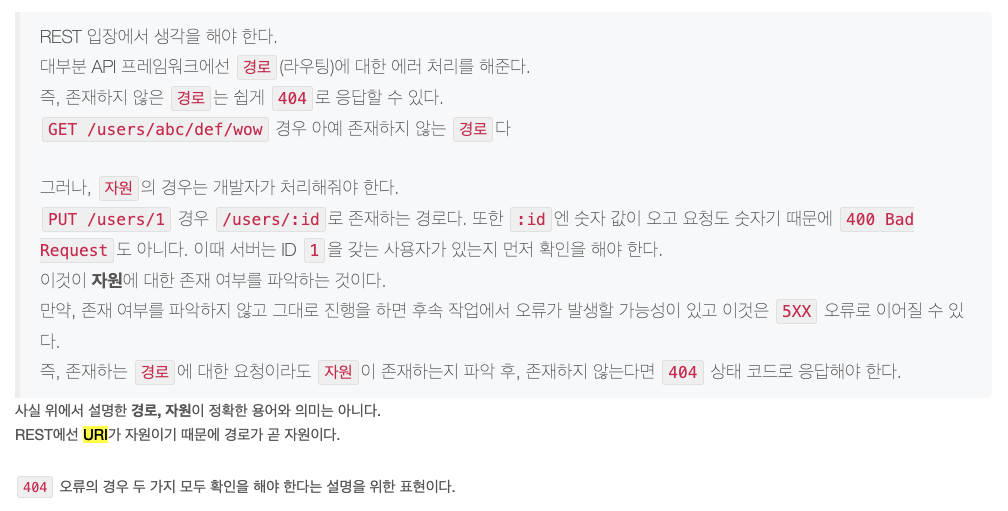 REST 입장에서 생각을 해야 한다.
대부분 API 프레임워크에선 경로 (라우팅)에 대한 에러 처리를 해준다.
즉, 존재하지 않은 경로 는 쉽게 404 로 응답할 수 있다.
GET /users/abc/def/wow 경우 아예 존재하지 않는 경로 다
그러나, 자원 의 경우는 개발자가 처리해줘야 한다.
PUT /users/1 경우 /users/:id 로 존재하는 경로다. 또한 :id 엔 숫자 값이 오고 요청도 숫자기 때문에 400 Bad
Request 도 아니다. 이때 서버는 ID 1 을 갖는 사용자가 있는지 먼저 확인을 해야 한다.
이것이 자원에 대한 존재 여부를 파악하는 것이다.
만약, 존재 여부를 파악하지 않고 그대로 진행을 하면 후속 작업에서 오류가 발생할 가능성이 있고 이것은 5XX 오류로 이어질 수 있
다.
즉, 존재하는 경로 에 대한 요청이라도 자원 이 존재하는지 파악 후, 존재하지 않는다면 404 상태 코드로 응답해야 한다.
사실 위에서 설명한 경로, 자원이 정확한 용어와 의미는 아니다.
REST에선 URI가 자원이기 때문에 경로가 곧 자원이다.
404 오류의 경우 두 가지 모두 확인을 해야 한다는 설명을 위한 표현이다.